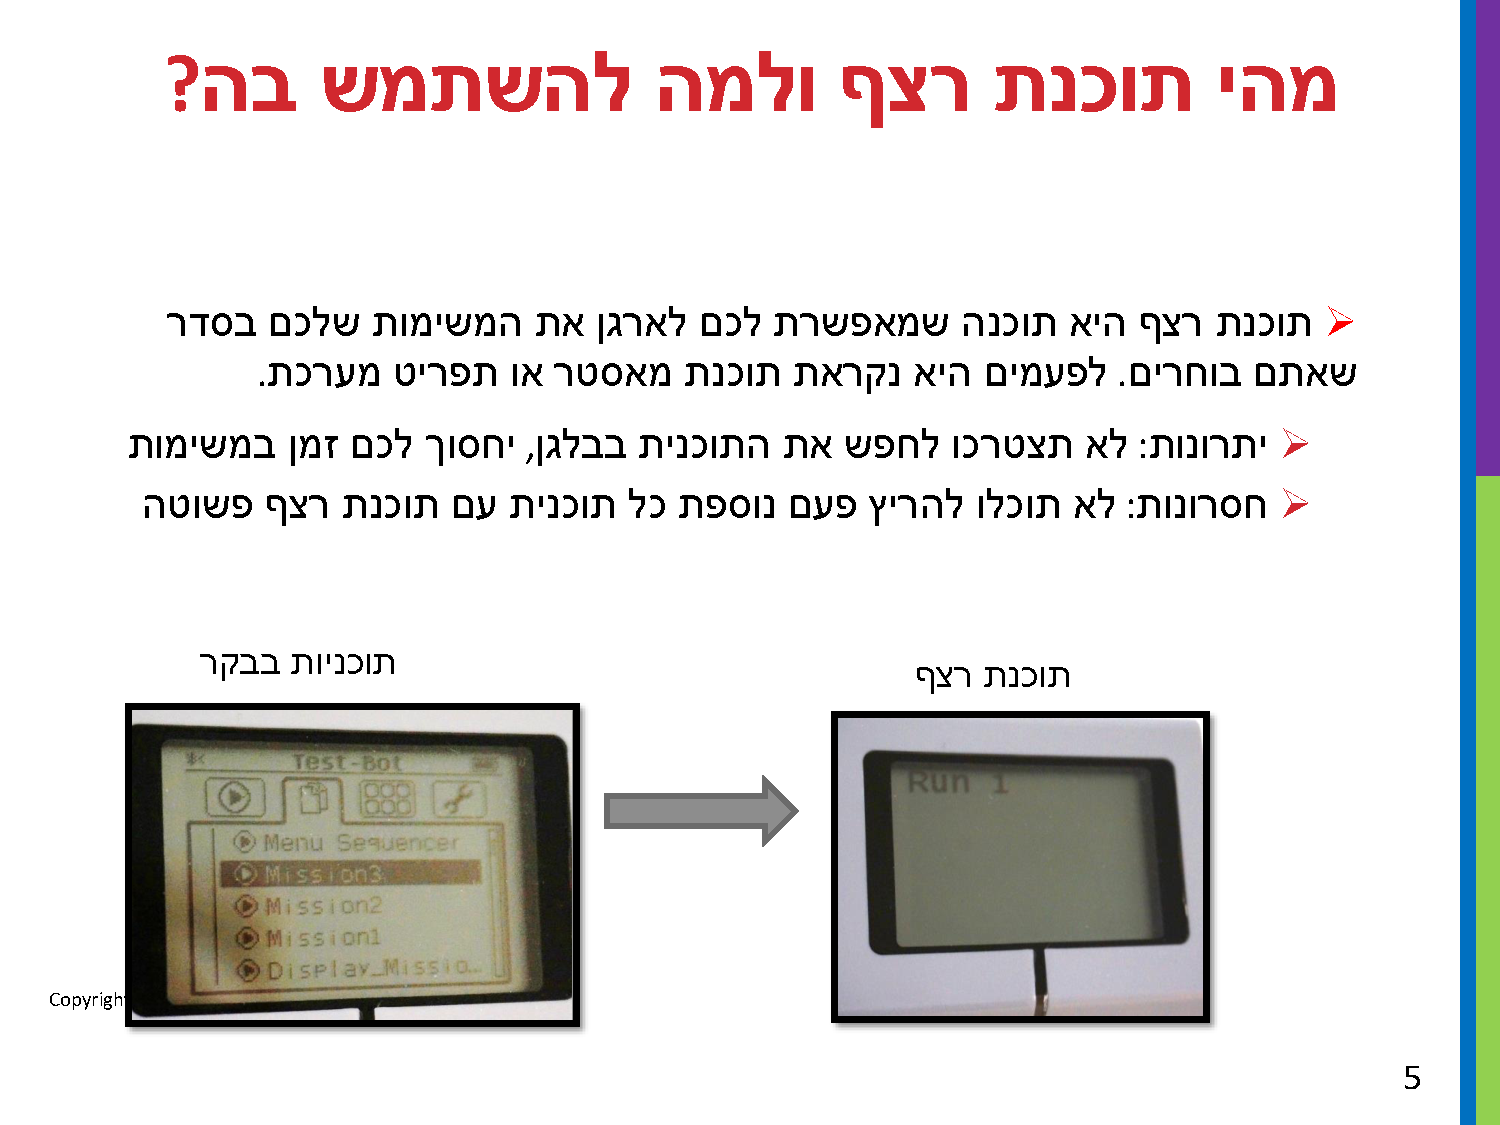 מהי תוכנת רצף ולמה להשתמש בה?
תוכנת רצף היא תוכנה שמאפשרת לכם לארגן את המשימות שלכם בסדר
שאתם בוחרים. לפעמים היא נקראת תוכנת מאסטר או תפריט מערכת.
יתרונות: לא תצטרכו לחפש את התוכנית בבלגן, יחסוך לכם זמן במשימות
חסרונות: לא תוכלו להריץ פעם נוספת כל תוכנית עם תוכנת רצף פשוטה
תוכנת רצף
תוכניות בבקר
Run 1
Test-Bot
Menu Sequencer
Mission3
Mission2
Mission1
Display_Missio…
Copyright
5